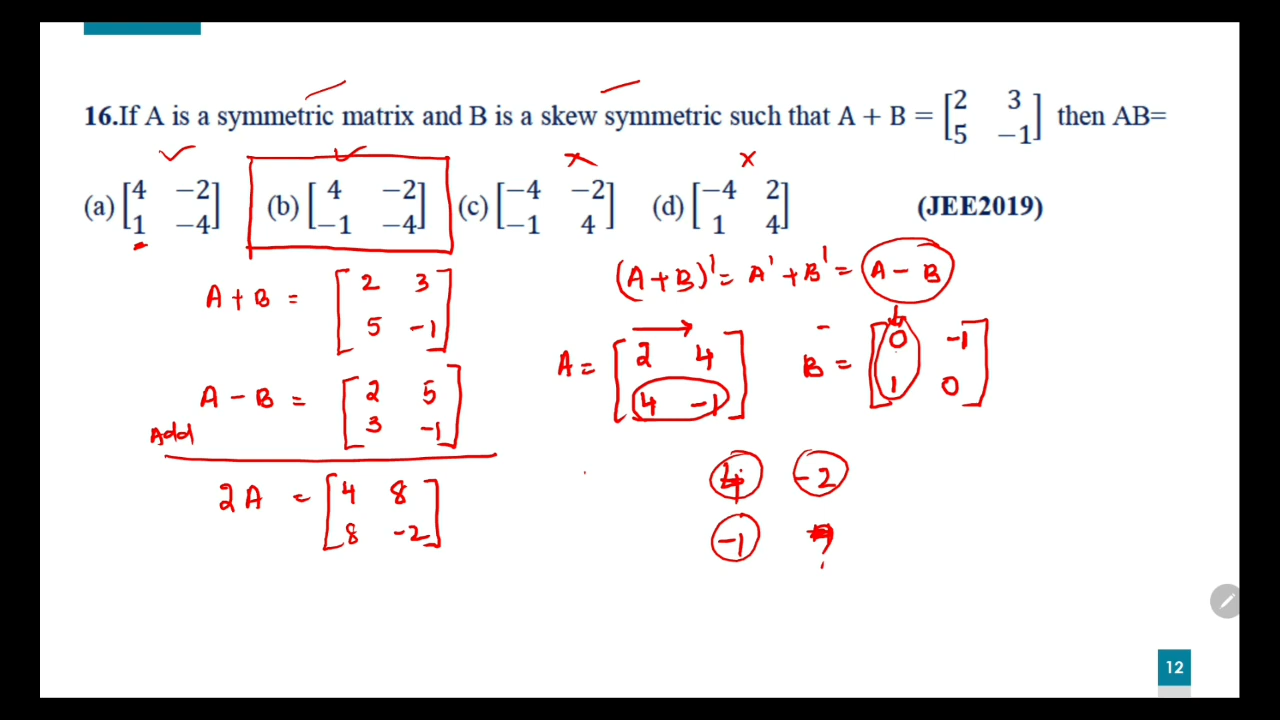 16.If A is a symmetric matrix and B is a skew symmetric such that A + B = [2 3 5 −1] then AB=
(a) [4 −2 1 −4] (b) [4 −2 −1 −4] (c) [−4 −2 −1 4] (d) [−4 2 1 4] (JEE2019)
(A+B)' = A' + B' = A − B
A + B = [2 3
5 -1]
A = [2 4
4 -1]
B = [0 -1
1 0]
A − B = [2 5
3 -1]
Add
2A = [4 8
8 -2]
4 -2
-1 ?
12